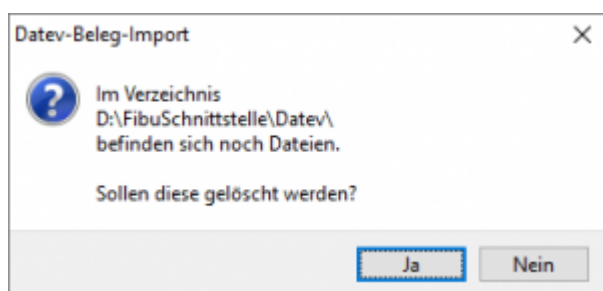 Datev-Beleg-Import
Im Verzeichnis
D:\FibuSchnittstelle\Datev\
befinden sich noch Dateien.
Sollen diese gelöscht werden?
Ja
Nein